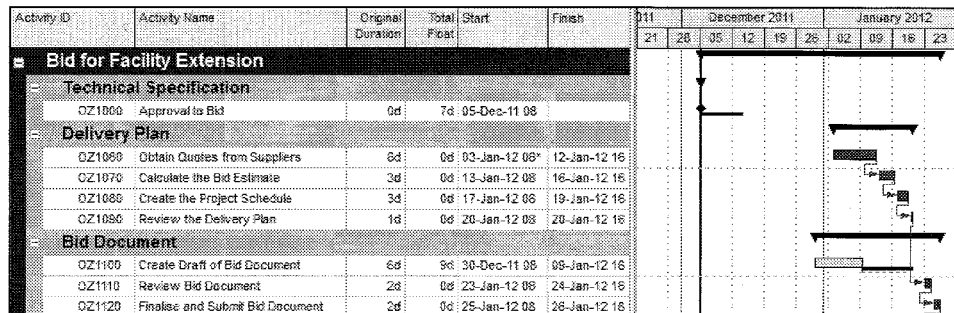 Activity ID Activity Name Original Duration Total Float Start Finish 011 December 2011 January 2012
21 28 05 12 19 26 02 09 16 23
Bid for Facility Extension
Technical Specification
OZ1000 Approval to Bid 0d 7d 05-Dec-11 08
Delivery Plan
OZ1060 Obtain Quotes from Suppliers 8d 0d 03-Jan-12 08* 12-Jan-12 16
OZ1070 Calculate the Bid Estimate 3d 0d 13-Jan-12 08 16-Jan-12 16
OZ1080 Create the Project Schedule 3d 0d 17-Jan-12 08 19-Jan-12 16
OZ1090 Review the Delivery Plan 1d 0d 20-Jan-12 08 20-Jan-12 16
Bid Document
OZ1100 Create Draft of Bid Document 6d 9d 30-Dec-11 08 09-Jan-12 16
OZ1110 Review Bid Document 2d 0d 23-Jan-12 08 24-Jan-12 16
OZ1120 Finalise and Submit Bid Document 2d 0d 25-Jan-12 08 26-Jan-12 16